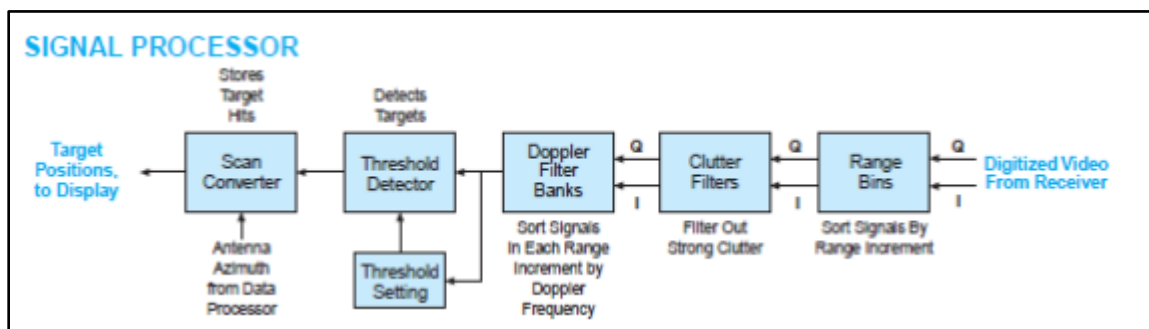 SIGNAL PROCESSOR
Stores
Target
Hits
Detects
Targets
Target
Positions,
to Display
Scan
Converter
Threshold
Detector
Doppler
Filter
Banks
Q
I
Clutter
Filters
Q
I
Range
Bins
Q
I
Digitized Video
From Receiver
Antenna
Azimuth
from Data
Processor
Threshold
Setting
Sort Signals
In Each Range
Increment by
Doppler
Frequency
Filter Out
Strong Clutter
Sort Signals By
Range Increment